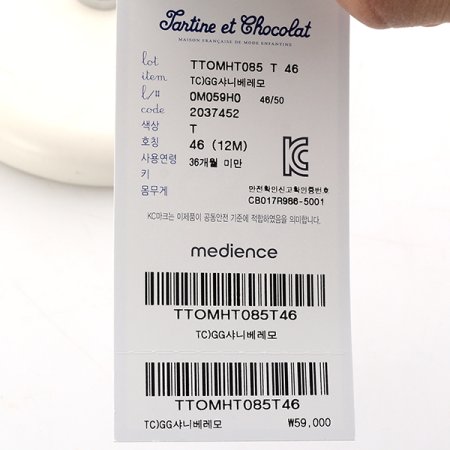 Tartine et Chocolat
MAISON FRANÇAISE DE MODE ENFANTINE
lot TTOMHT085 T 46
item TC)GG샤니베레모
l/# 0M059H0 46/50
code 2037452
색상 T
호칭 46 (12M)
사용연령 36개월 미만
키
몸무게
안전확인신고확인증번호
CB017R986-5001
KC마크는 이제품이 공동안전 기준에 적합하였음을 의미합니다.
medience
TTOMHT085T46
TC)GG샤니베레모
TTOMHT085T46
TC)GG샤니베레모 ₩59,000